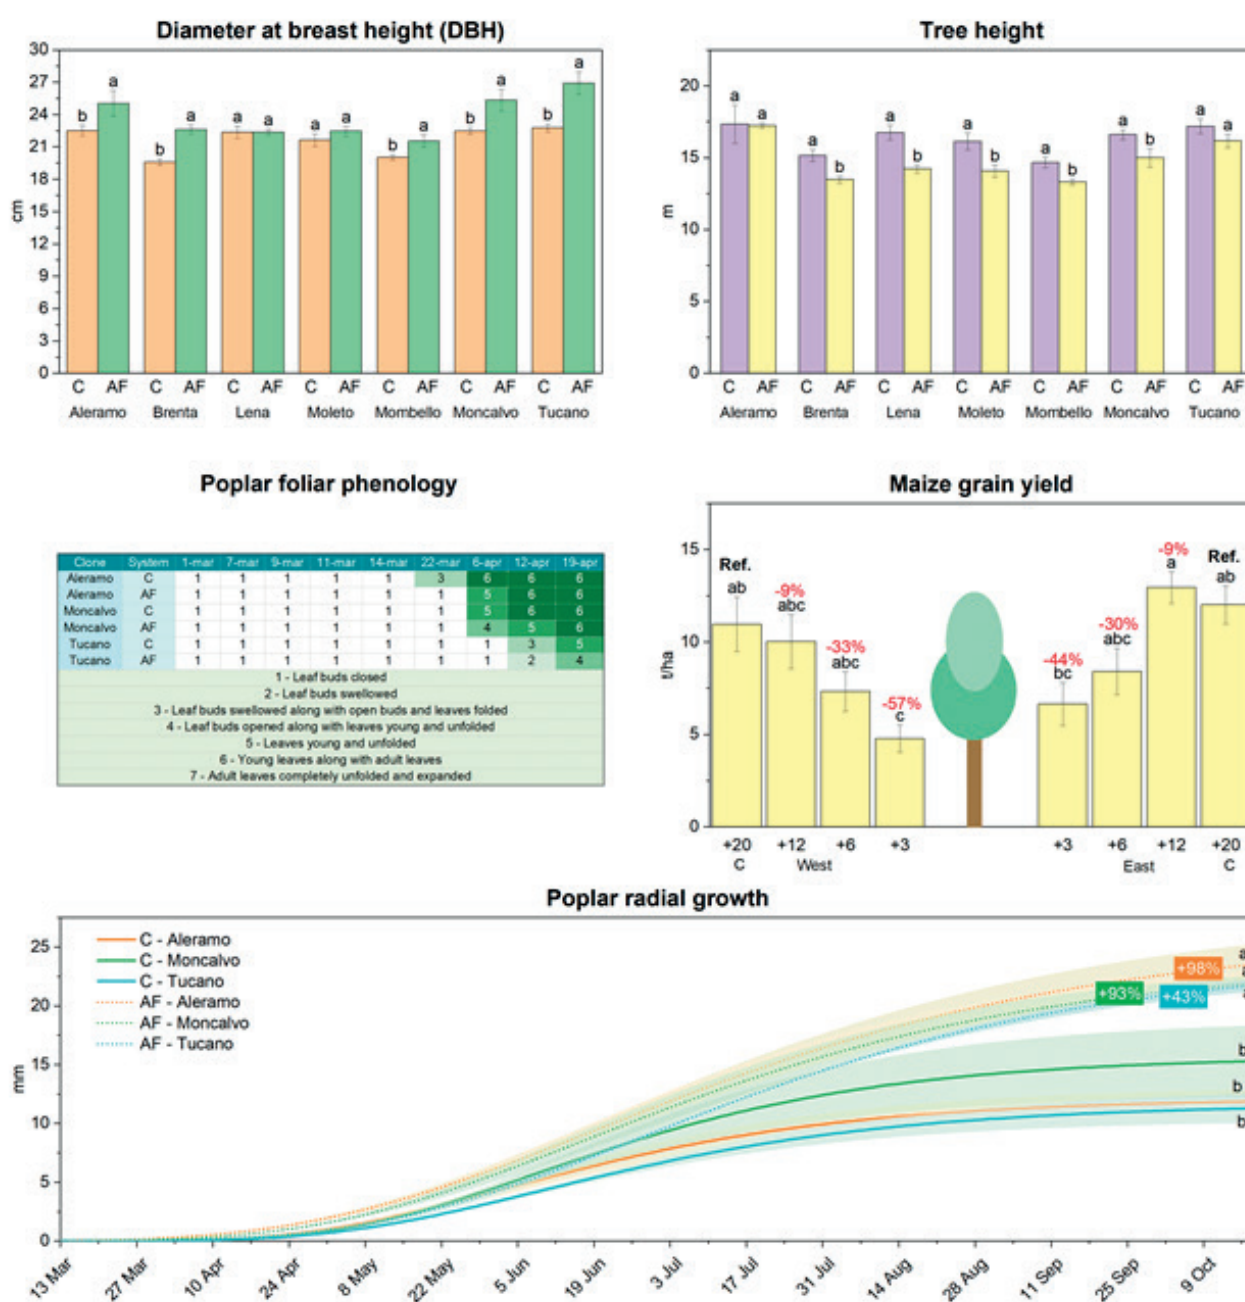 Diameter at breast height (DBH)
30
27
24
21
18
15
12
9
6
3
0
cm
b a b a a a a a b a b a b a
C AF C AF C AF C AF C AF C AF C AF
Aleramo Brenta Lena Moleto Mombello Moncalvo Tucano
Tree height
20
15
10
5
0
m
a a a b a b a b a b a b a a
C AF C AF C AF C AF C AF C AF C AF
Aleramo Brenta Lena Moleto Mombello Moncalvo Tucano
Poplar foliar phenology
Clone System 1-mar 7-mar 9-mar 11-mar 14-mar 22-mar 6-apr 12-apr 19-apr
Aleramo C 1 1 1 1 1 3 6 6 6
Aleramo AF 1 1 1 1 1 1 5 6 6
Moncalvo C 1 1 1 1 1 1 5 6 6
Moncalvo AF 1 1 1 1 1 1 4 5 6
Tucano C 1 1 1 1 1 1 1 3 5
Tucano AF 1 1 1 1 1 1 1 2 4
1 - Leaf buds closed
2 - Leaf buds swellowed
3 - Leaf buds swellowed along with open buds and leaves folded
4 - Leaf buds opened along with leaves young and unfolded
5 - Leaves young and unfolded
6 - Young leaves along with adult leaves
7 - Adult leaves completely unfolded and expanded
Maize grain yield
15
10
5
0
t/ha
Ref.
ab
-9%
abc
-33%
abc
-57%
c
-44%
bc
-30%
abc
-9%
a
Ref.
ab
+20 +12 +6 +3 +3 +6 +12 +20
C West East C
Poplar radial growth
25
20
15
10
5
0
mm
C - Aleramo
C - Moncalvo
C - Tucano
AF - Aleramo
AF - Moncalvo
AF - Tucano
+98%
+93% +43%
a
a
a
b
b
b
13 Mar 27 Mar 10 Apr 24 Apr 8 May 22 May 5 Jun 19 Jun 3 Jul 17 Jul 31 Jul 14 Aug 28 Aug 11 Sep 25 Sep 9 Oct